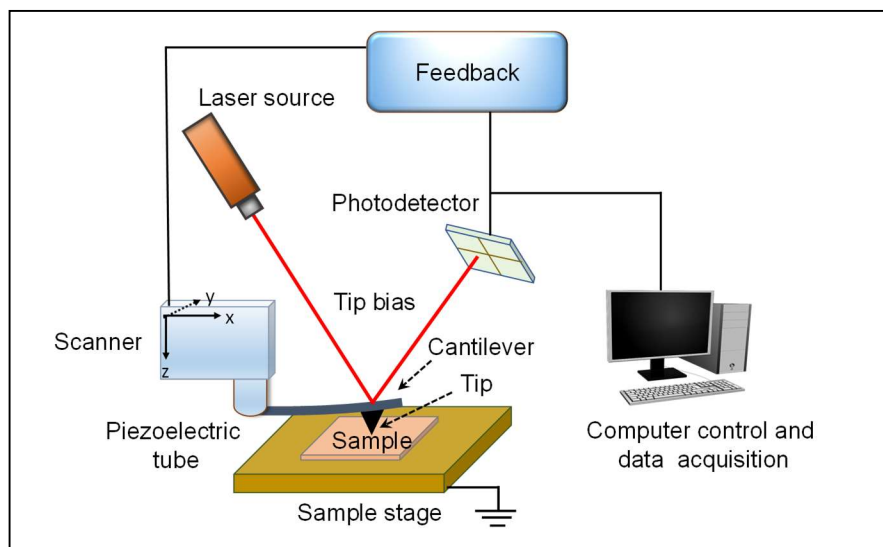 Feedback
Laser source
Photodetector
y
Tip bias
x
Scanner
z
Cantilever
Tip
Piezoelectric
tube
Sample
Computer control and
data acquisition
Sample stage